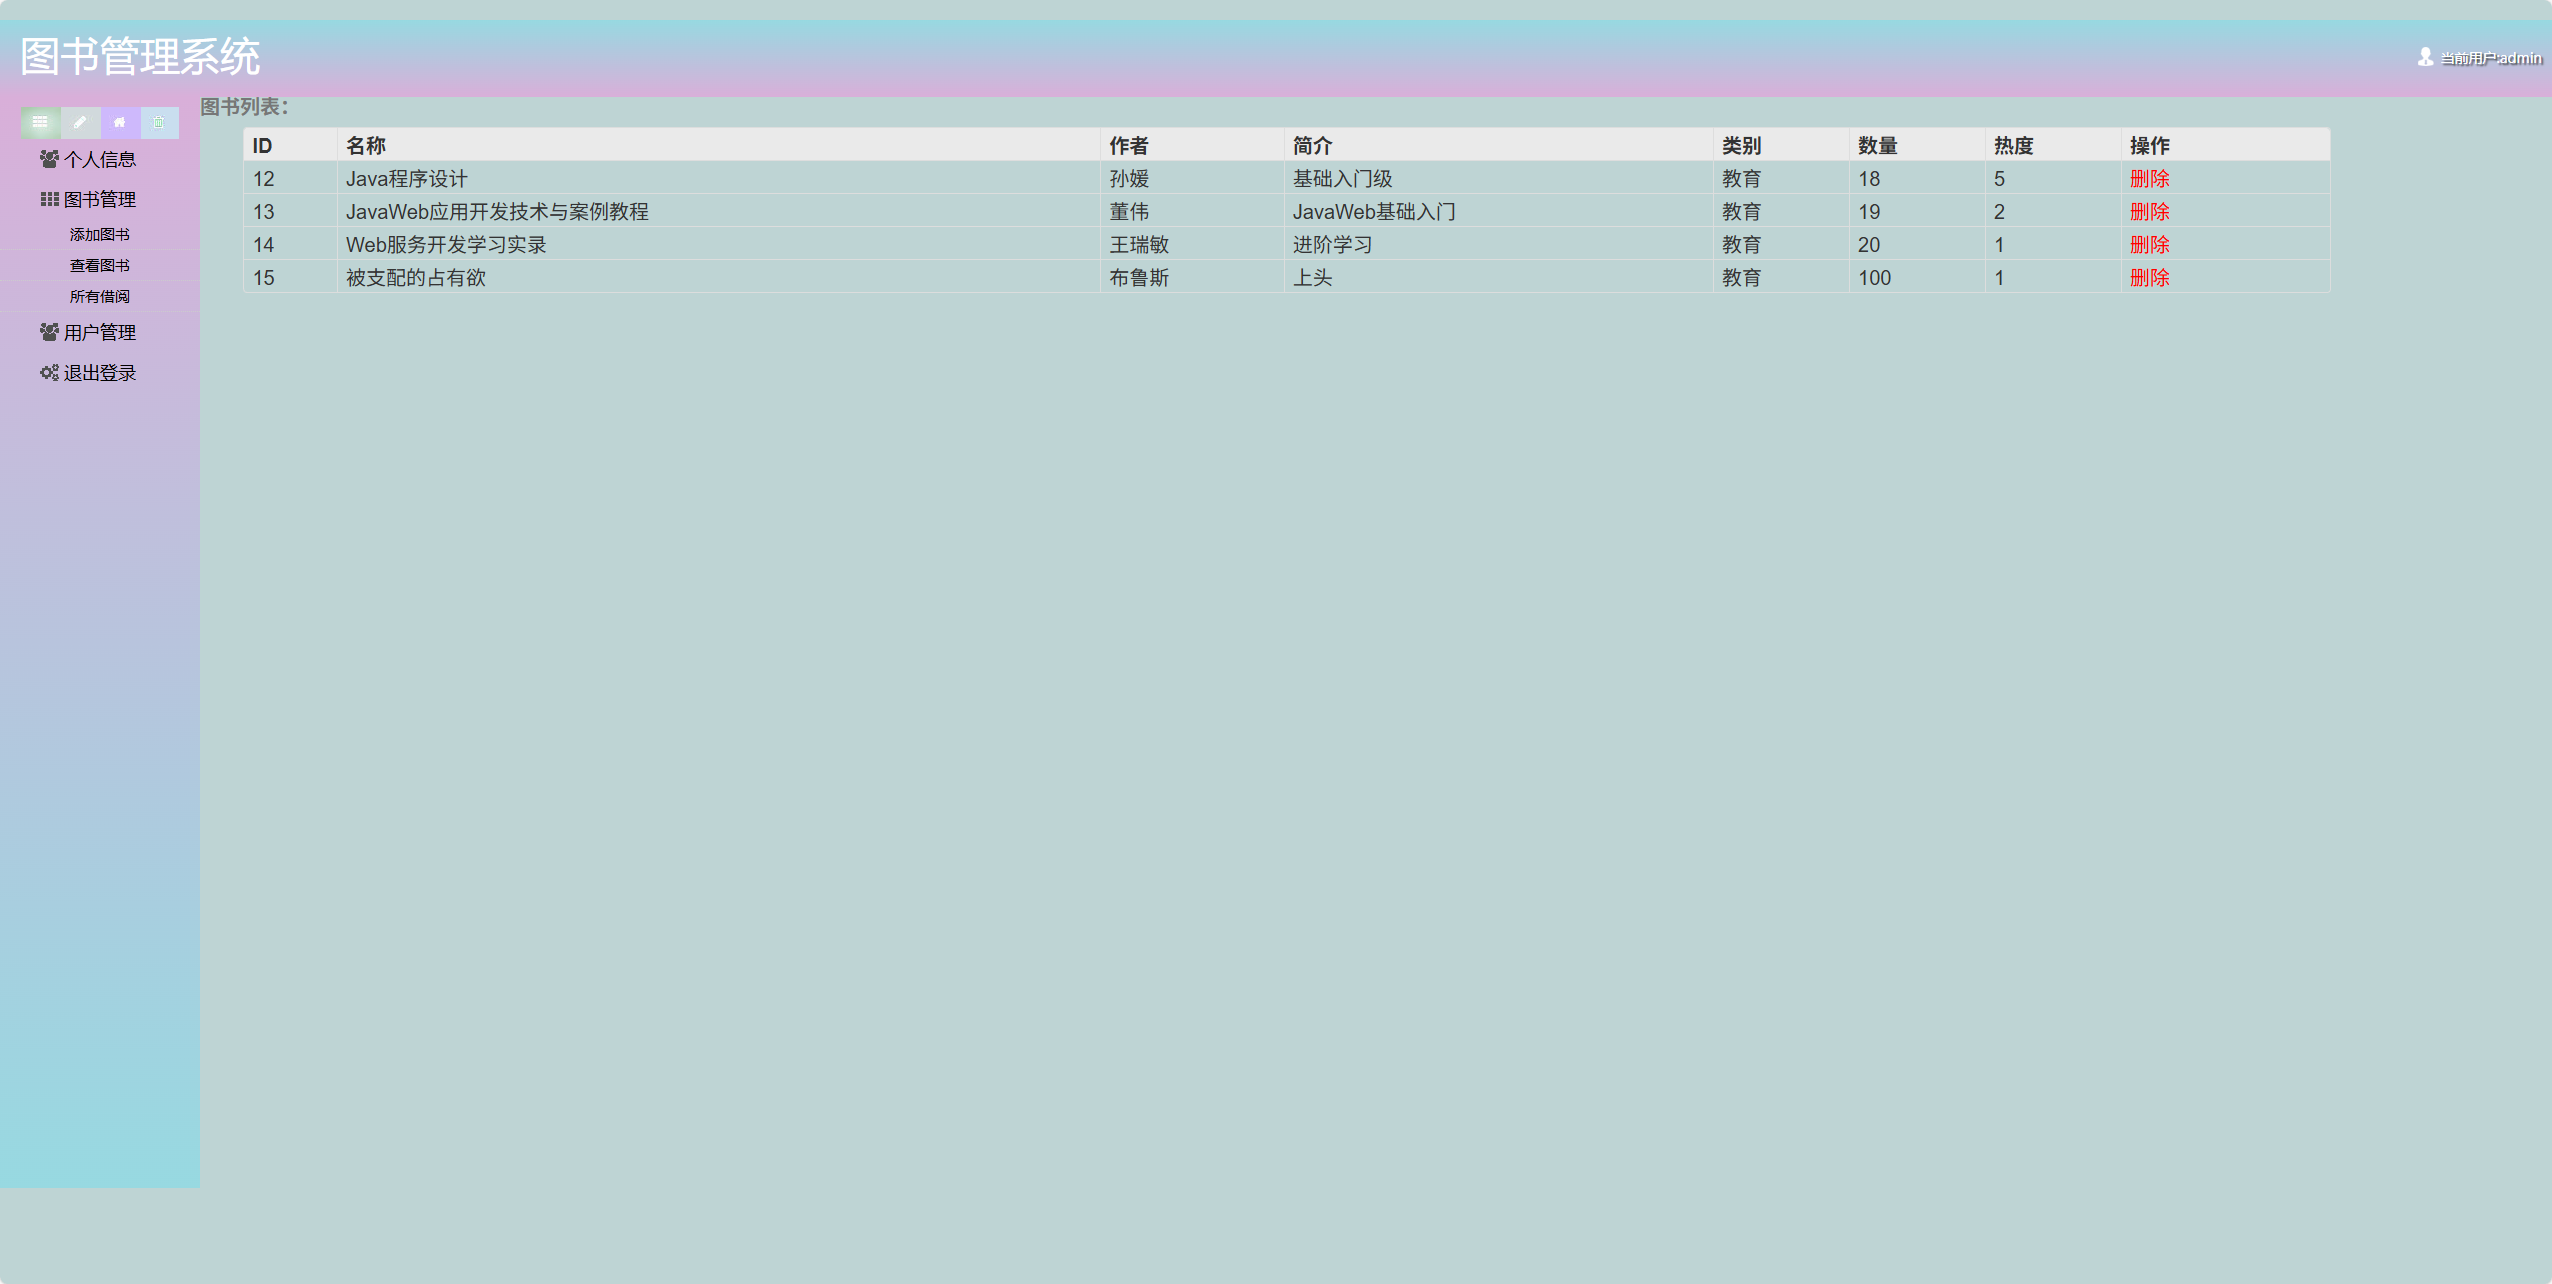 图书管理系统
当前用户:admin
个人信息
图书管理
添加图书
查看图书
所有借阅
用户管理
退出登录
图书列表：
ID 名称 作者 简介 类别 数量 热度 操作
12 Java程序设计 孙媛 基础入门级 教育 18 5 删除
13 JavaWeb应用开发技术与案例教程 董伟 JavaWeb基础入门 教育 19 2 删除
14 Web服务开发学习实录 王瑞敏 进阶学习 教育 20 1 删除
15 被支配的占有欲 布鲁斯 上头 教育 100 1 删除